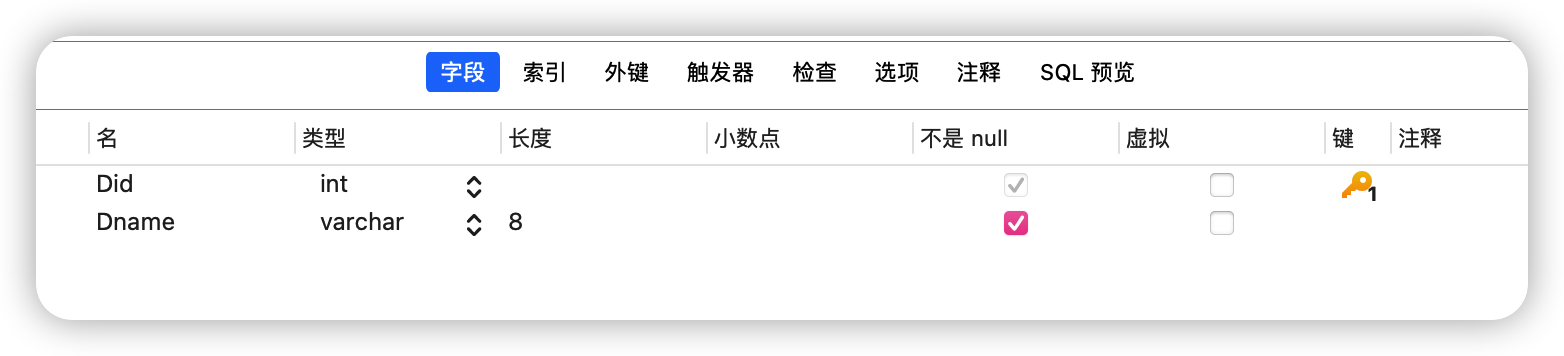 字段 索引 外键 触发器 检查 选项 注释 SQL 预览
名 类型 长度 小数点 不是 null 虚拟 键 注释
Did int 1
Dname varchar 8